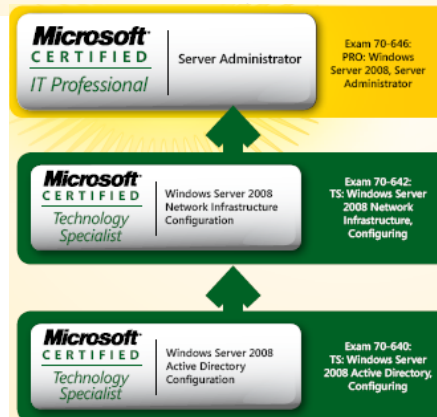 Microsoft
CERTIFIED
IT Professional
Server Administrator
Exam 70-646:
PRO: Windows
Server 2008, Server
Administrator
Microsoft
CERTIFIED
Technology
Specialist
Windows Server 2008
Network Infrastructure
Configuration
Exam 70-642:
TS: Windows Server
2008 Network
Infrastructure,
Configuring
Microsoft
CERTIFIED
Technology
Specialist
Windows Server 2008
Active Directory
Configuration
Exam 70-640:
TS: Windows Server
2008 Active Directory,
Configuring